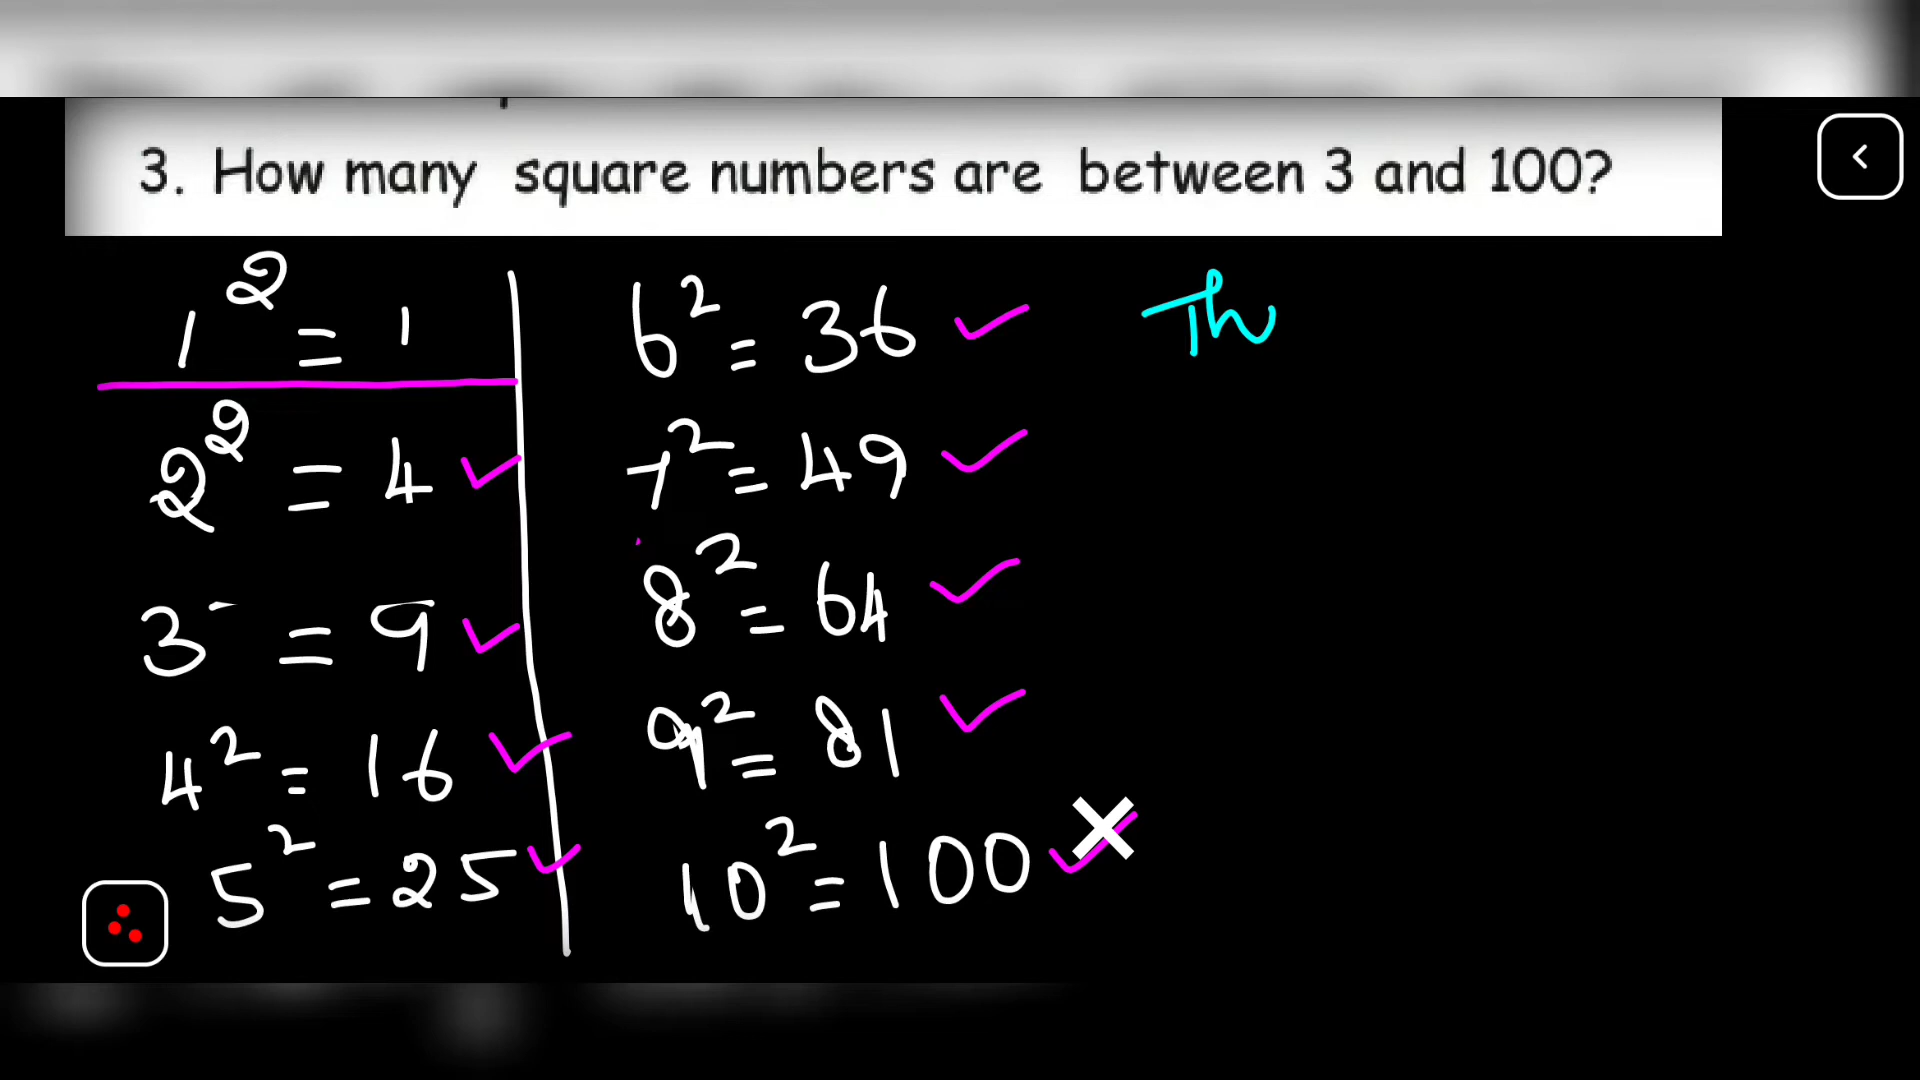 3. How many square numbers are between 3 and 100?
1² = 1
2² = 4 ✓
3 = 9 ✓
4² = 16 ✓
5² = 25 ✓
6² = 36 ✓
7² = 49 ✓
8² = 64 ✓
9² = 81 ✓
10² = 100 ✓
Th